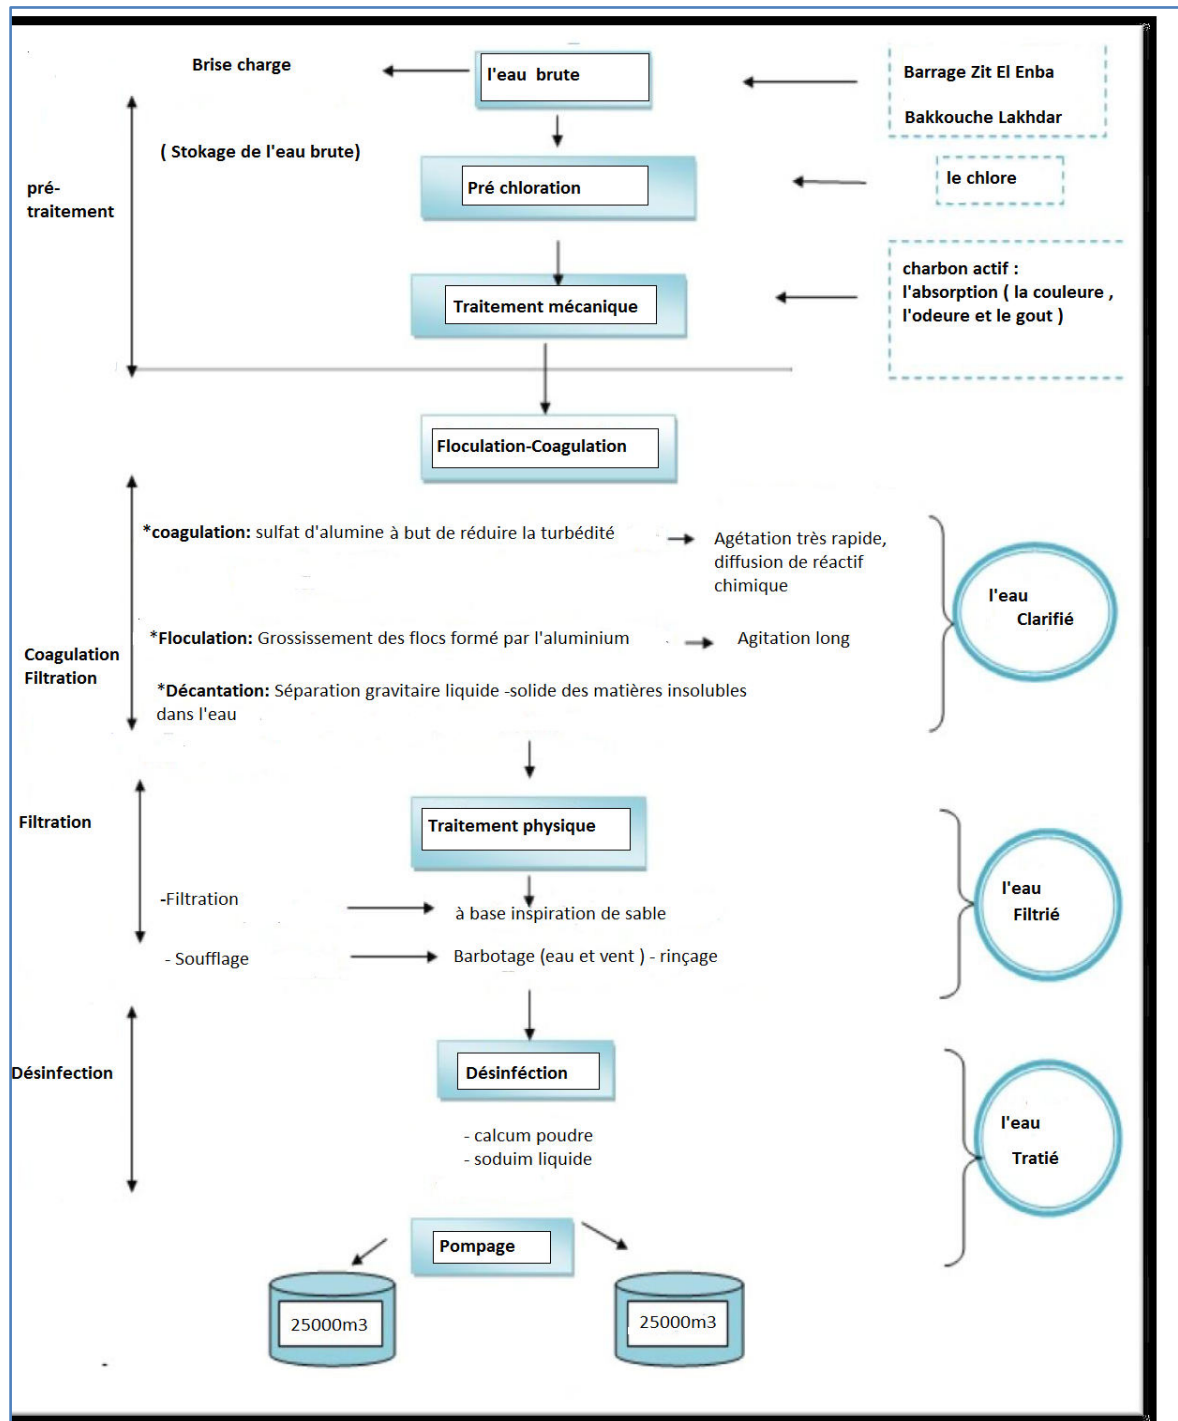 Brise charge
l'eau brute
Barrage Zit El Enba
Bakkouche Lakhdar
( Stokage de l'eau brute)
pré-
traitement
Pré chloration
le chlore
Traitement mécanique
charbon actif :
l'absorption ( la couleure ,
l'odeure et le gout )
Floculation-Coagulation
*coagulation: sulfat d'alumine à but de réduire la turbédité
Agétation très rapide,
diffusion de réactif
chimique
l'eau
Clarifié
*Floculation: Grossissement des flocs formé par l'aluminium
Agitation long
Coagulation
Filtration
*Décantation: Séparation gravitaire liquide -solide des matières insolubles
dans l'eau
Filtration
Traitement physique
-Filtration
à base inspiration de sable
l'eau
Filtrié
- Soufflage
Barbotage (eau et vent ) - rinçage
Désinfection
Désinféction
- calcum poudre
- soduim liquide
l'eau
Tratié
Pompage
25000m3
25000m3